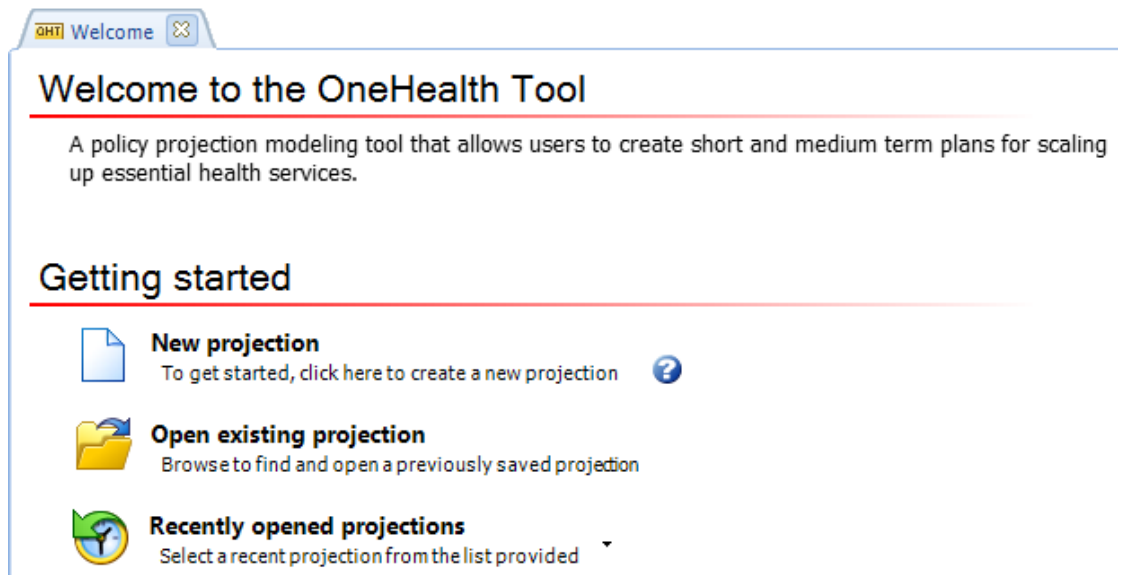 OHT Welcome
Welcome to the OneHealth Tool
A policy projection modeling tool that allows users to create short and medium term plans for scaling
up essential health services.
Getting started
New projection
To get started, click here to create a new projection
Open existing projection
Browse to find and open a previously saved projection
Recently opened projections
Select a recent projection from the list provided